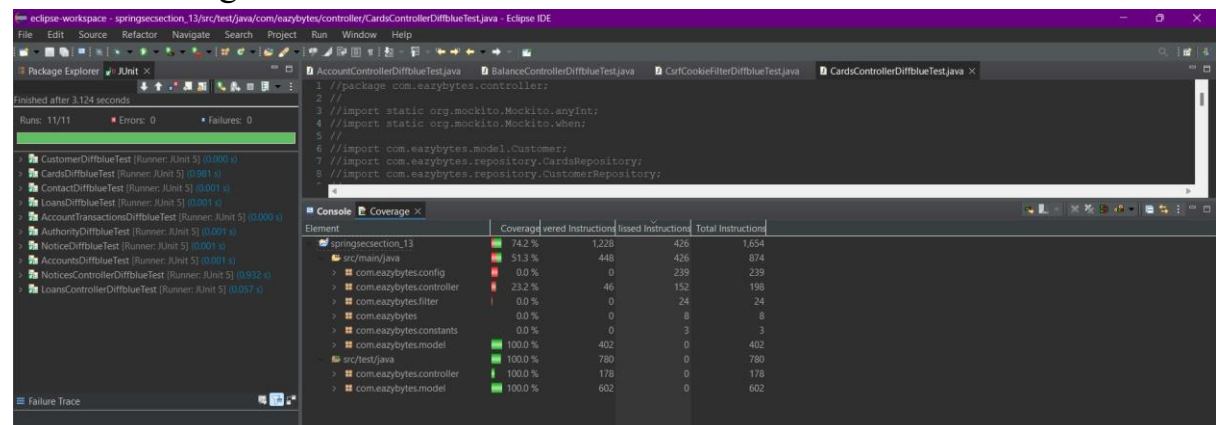 eclipse-workspace - springsecsection_13/src/test/java/com/eazybytes/controller/CardsControllerDiffblueTest.java - Eclipse IDE
File Edit Source Refactor Navigate Search Project Run Window Help
Package Explorer JUnit
AccountControllerDiffblueTest.java BalanceControllerDiffblueTest.java CsrfCookieFilterDiffblueTest.java CardsControllerDiffblueTest.java
Finished after 3.124 seconds
Runs: 11/11 Errors: 0 Failures: 0
CustomerDiffblueTest [Runner: JUnit 5] (0.000 s)
CardsDiffblueTest [Runner: JUnit 5] (0.981 s)
ContactDiffblueTest [Runner: JUnit 5] (0.001 s)
LoansDiffblueTest [Runner: JUnit 5] (0.001 s)
AccountTransactionsDiffblueTest [Runner: JUnit 5] (0.000 s)
AuthorityDiffblueTest [Runner: JUnit 5] (0.001 s)
NoticeDiffblueTest [Runner: JUnit 5] (0.001 s)
AccountsDiffblueTest [Runner: JUnit 5] (0.001 s)
NoticesControllerDiffblueTest [Runner: JUnit 5] (0.932 s)
LoansControllerDiffblueTest [Runner: JUnit 5] (0.057 s)
Failure Trace
1 //package com.eazybytes.controller;
2 //
3 //import static org.mockito.Mockito.anyInt;
4 //import static org.mockito.Mockito.when;
5 //
6 //import com.eazybytes.model.Customer;
7 //import com.eazybytes.repository.CardsRepository;
8 //import com.eazybytes.repository.CustomerRepository;
Console Coverage
Element Coverage vered Instructions lissed Instructions Total Instructions
springsecsection_13 74.2 % 1,228 426 1,654
src/main/java 51.3 % 448 426 874
com.eazybytes.config 0.0 % 0 239 239
com.eazybytes.controller 23.2 % 46 152 198
com.eazybytes.filter 0.0 % 0 24 24
com.eazybytes 0.0 % 0 8 8
com.eazybytes.constants 0.0 % 0 3 3
com.eazybytes.model 100.0 % 402 0 402
src/test/java 100.0 % 780 0 780
com.eazybytes.controller 100.0 % 178 0 178
com.eazybytes.model 100.0 % 602 0 602